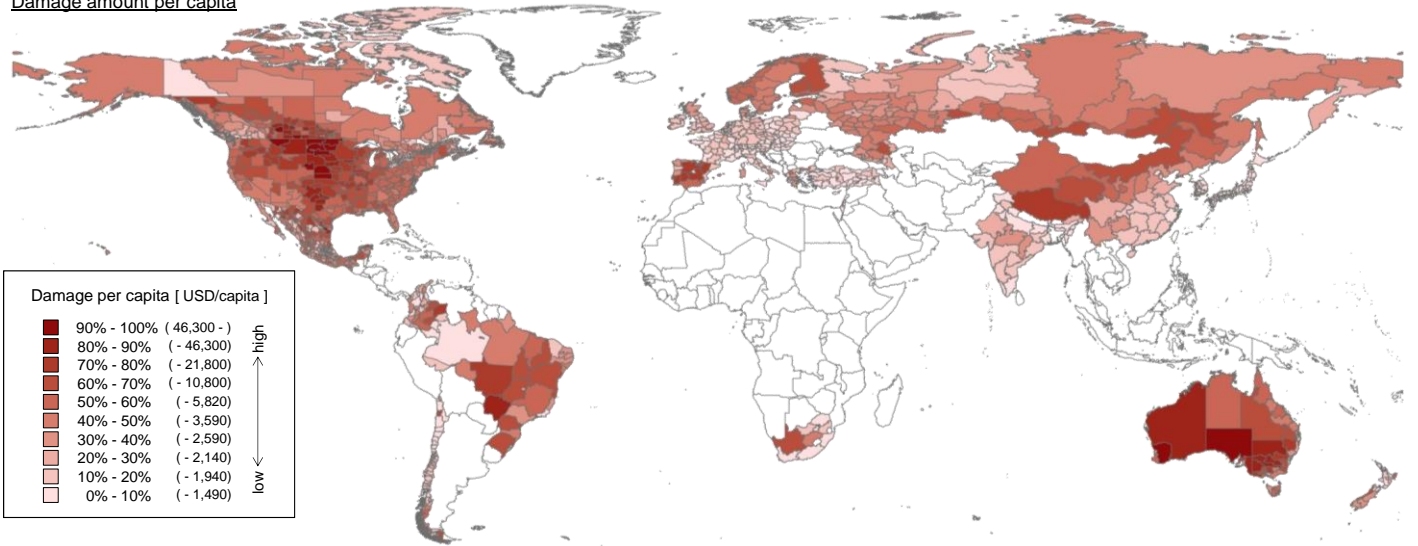 Damage amount per capita
Damage per capita [ USD/capita ]
90% - 100% ( 46,300 - )
80% - 90% ( - 46,300)
70% - 80% ( - 21,800)
60% - 70% ( - 10,800)
50% - 60% ( - 5,820)
40% - 50% ( - 3,590)
30% - 40% ( - 2,590)
20% - 30% ( - 2,140)
10% - 20% ( - 1,940)
0% - 10% ( - 1,490)
high
low